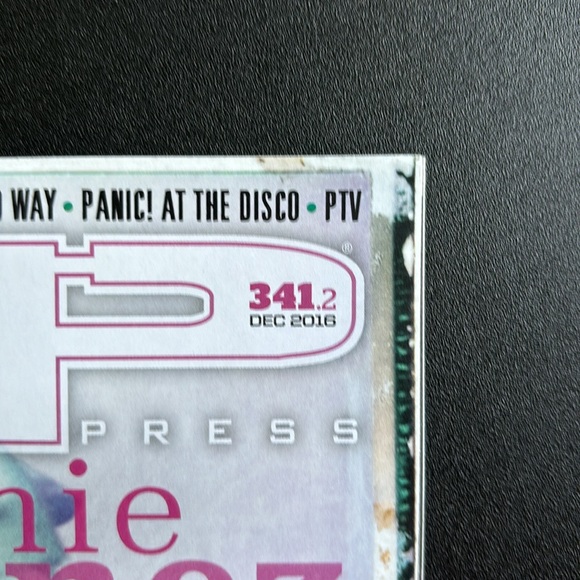 WAY • PANIC! AT THE DISCO • PTV
P ®
341.2
DEC 2016
PRESS
nie